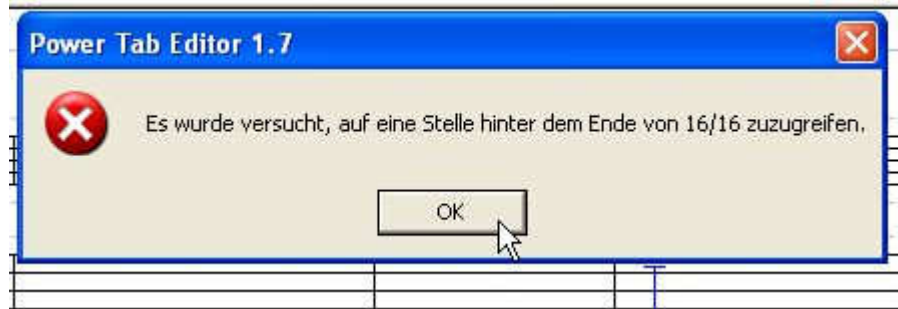 Power Tab Editor 1.7
Es wurde versucht, auf eine Stelle hinter dem Ende von 16/16 zuzugreifen.
OK